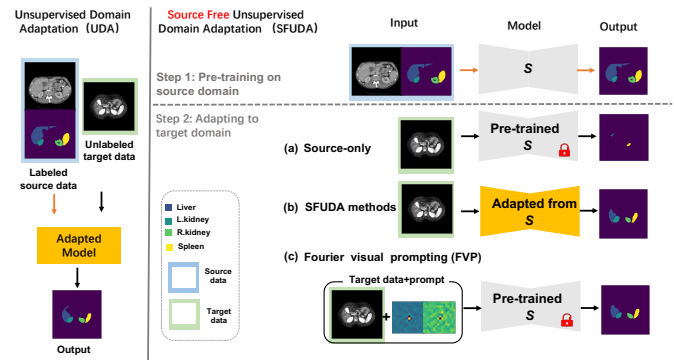 Unsupervised Domain
Adaptation（UDA）
Unlabeled
target data
Labeled
source data
Adapted
Model
Output
Source Free Unsupervised
Domain Adaptation（SFUDA）
Input
Model
Output
Step 1: Pre-training on
source domain
S
Step 2: Adapting to
target domain
(a) Source-only
Pre-trained
S
(b) SFUDA methods
Adapted from
S
(c) Fourier visual prompting (FVP)
Target data+prompt
+
Pre-trained
S
Liver
L.kidney
R.kidney
Spleen
Source
data
Target
data